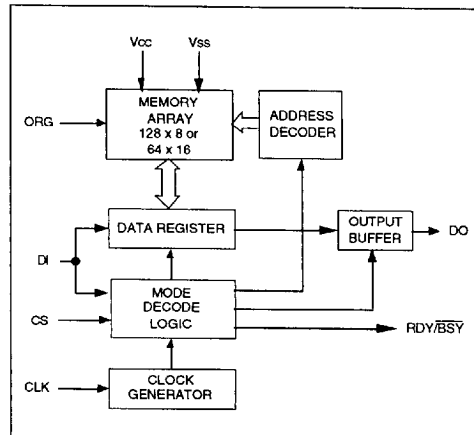 Vcc Vss
ORG
MEMORY
ARRAY
128 x 8 or
64 x 16
ADDRESS
DECODER
DATA REGISTER
OUTPUT
BUFFER
DO
DI
MODE
DECODE
LOGIC
CS
RDY/BSY
CLK
CLOCK
GENERATOR